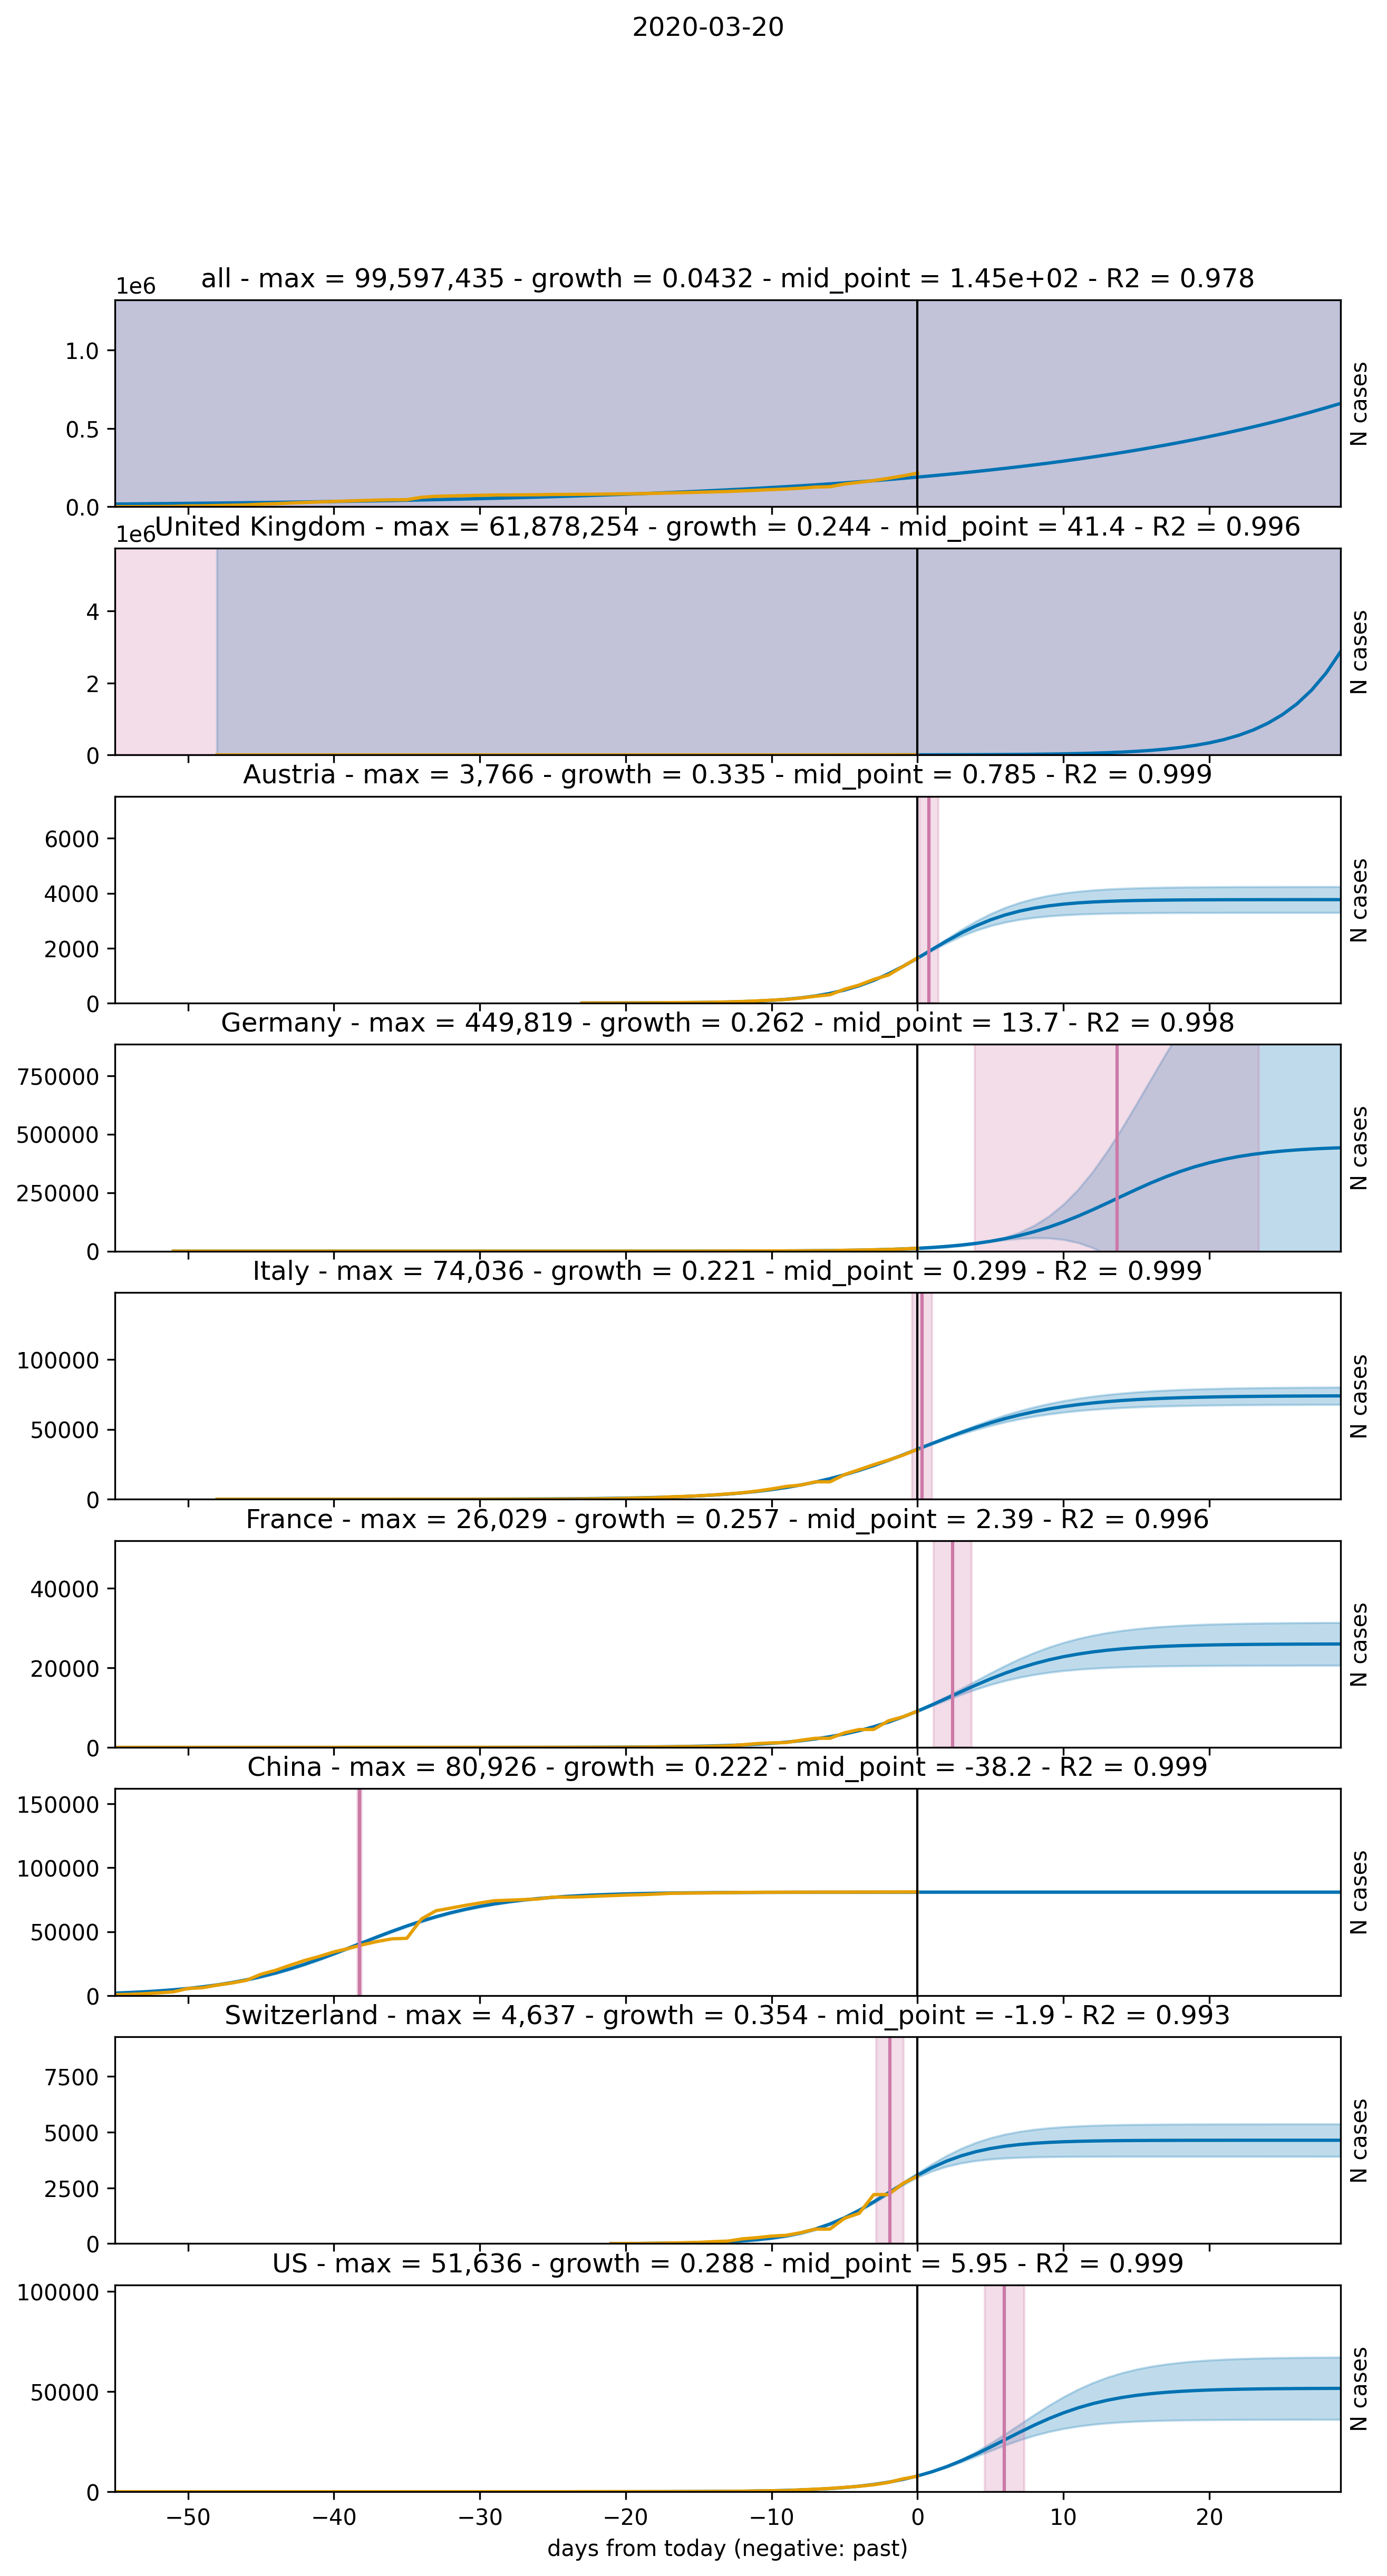 2020-03-20
all - max = 99,597,435 - growth = 0.0432 - mid_point = 1.45e+02 - R2 = 0.978
1e6
1.0
0.5
0.0
N cases
United Kingdom - max = 61,878,254 - growth = 0.244 - mid_point = 41.4 - R2 = 0.996
1e6
4
2
0
N cases
Austria - max = 3,766 - growth = 0.335 - mid_point = 0.785 - R2 = 0.999
6000
4000
2000
0
N cases
Germany - max = 449,819 - growth = 0.262 - mid_point = 13.7 - R2 = 0.998
750000
500000
250000
0
N cases
Italy - max = 74,036 - growth = 0.221 - mid_point = 0.299 - R2 = 0.999
100000
50000
0
N cases
France - max = 26,029 - growth = 0.257 - mid_point = 2.39 - R2 = 0.996
40000
20000
0
N cases
China - max = 80,926 - growth = 0.222 - mid_point = -38.2 - R2 = 0.999
150000
100000
50000
0
N cases
Switzerland - max = 4,637 - growth = 0.354 - mid_point = -1.9 - R2 = 0.993
7500
5000
2500
0
N cases
US - max = 51,636 - growth = 0.288 - mid_point = 5.95 - R2 = 0.999
100000
50000
0
N cases
−50 −40 −30 −20 −10 0 10 20
days from today (negative: past)